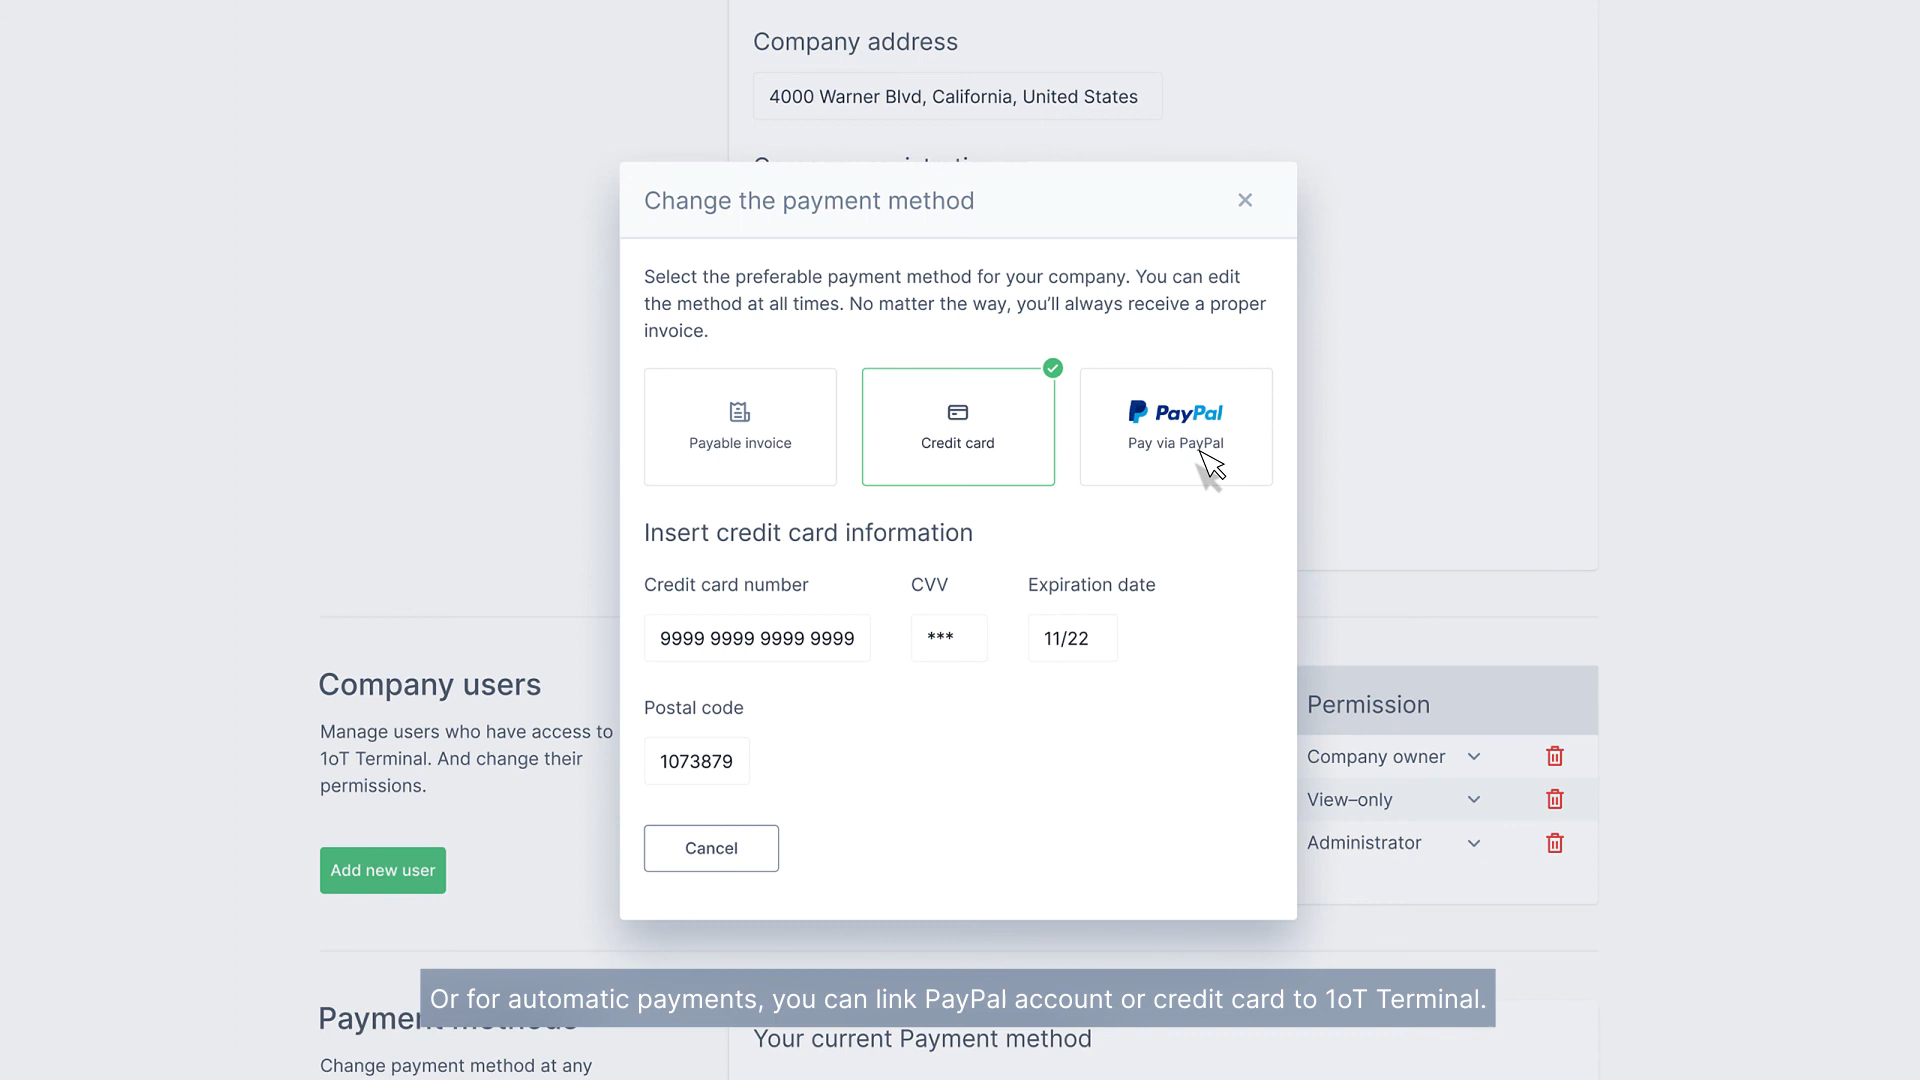 Company address
4000 Warner Blvd, California, United States
Change the payment method
Select the preferable payment method for your company. You can edit
the method at all times. No matter the way, you'll always receive a proper
invoice.
Payable invoice
Credit card
PayPal
Pay via PayPal
Insert credit card information
Credit card number
CVV
Expiration date
9999 9999 9999 9999
***
11/22
Postal code
1073879
Cancel
Company users
Manage users who have access to
1oT Terminal. And change their
permissions.
Add new user
Permission
Company owner
View–only
Administrator
Or for automatic payments, you can link PayPal account or credit card to 1oT Terminal.
Payment methods
Change payment method at any
Your current Payment method